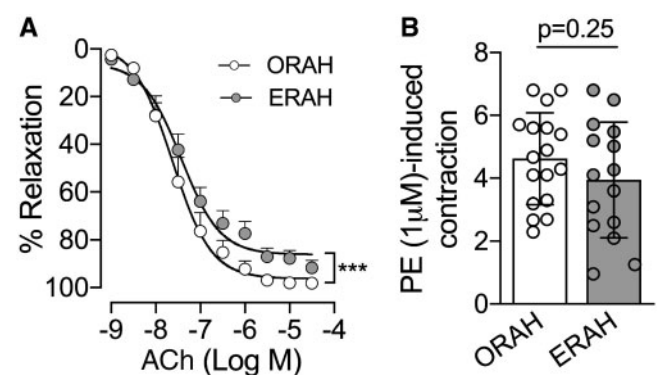 A
0
20
40
60
80
100
% Relaxation
ORAH
ERAH
***
-9
-8
-7
-6
-5
-4
ACh (Log M)
B
p=0.25
8
6
4
2
0
PE (1μM)-induced
contraction
ORAH
ERAH